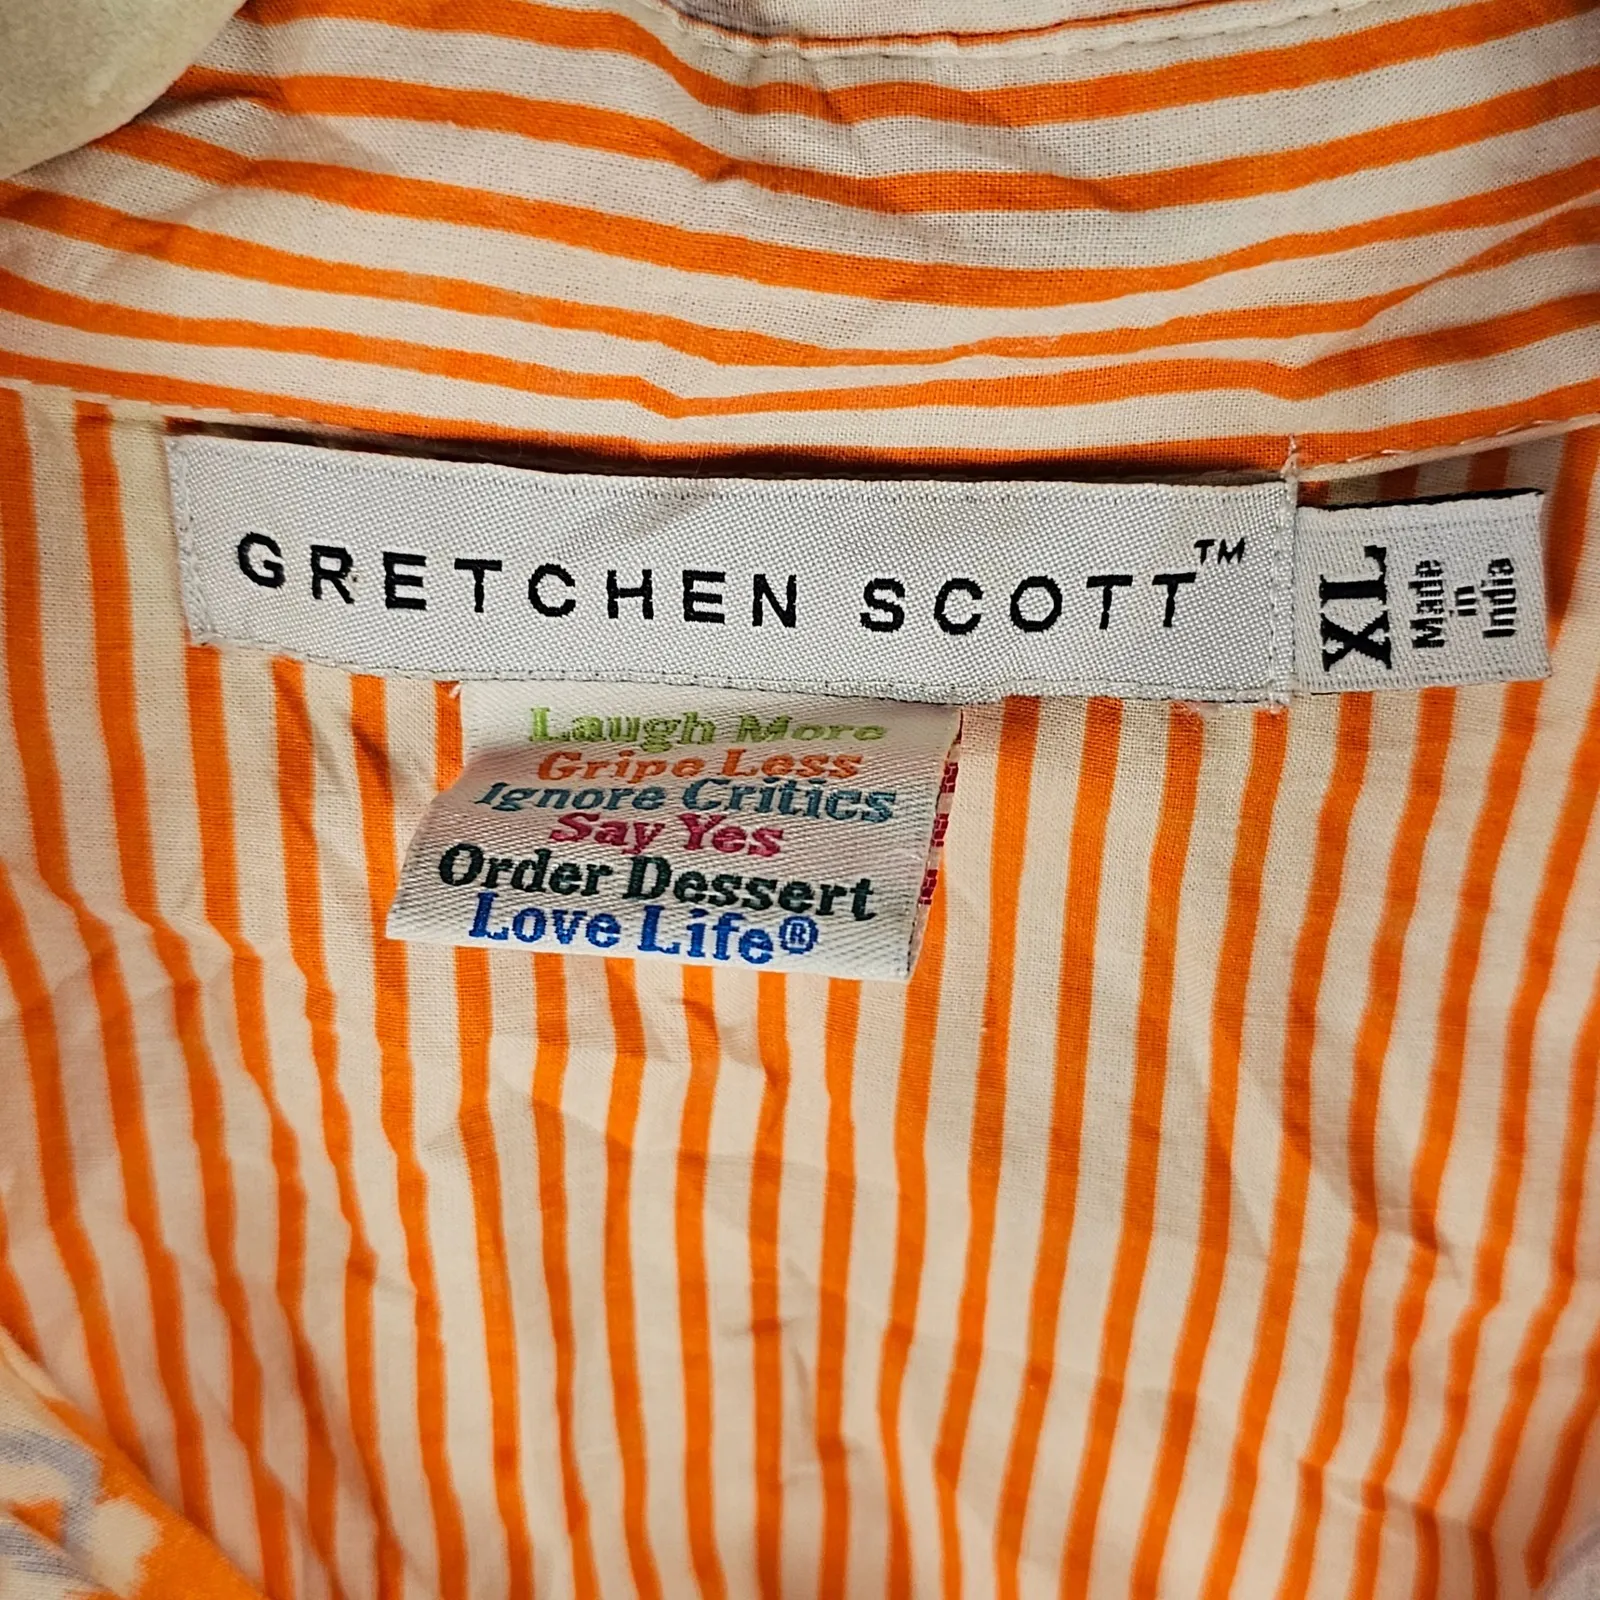 GRETCHEN SCOTT™
XL
Made
in
India
Laugh More
Gripe Less
Ignore Critics
Say Yes
Order Dessert
Love Life®